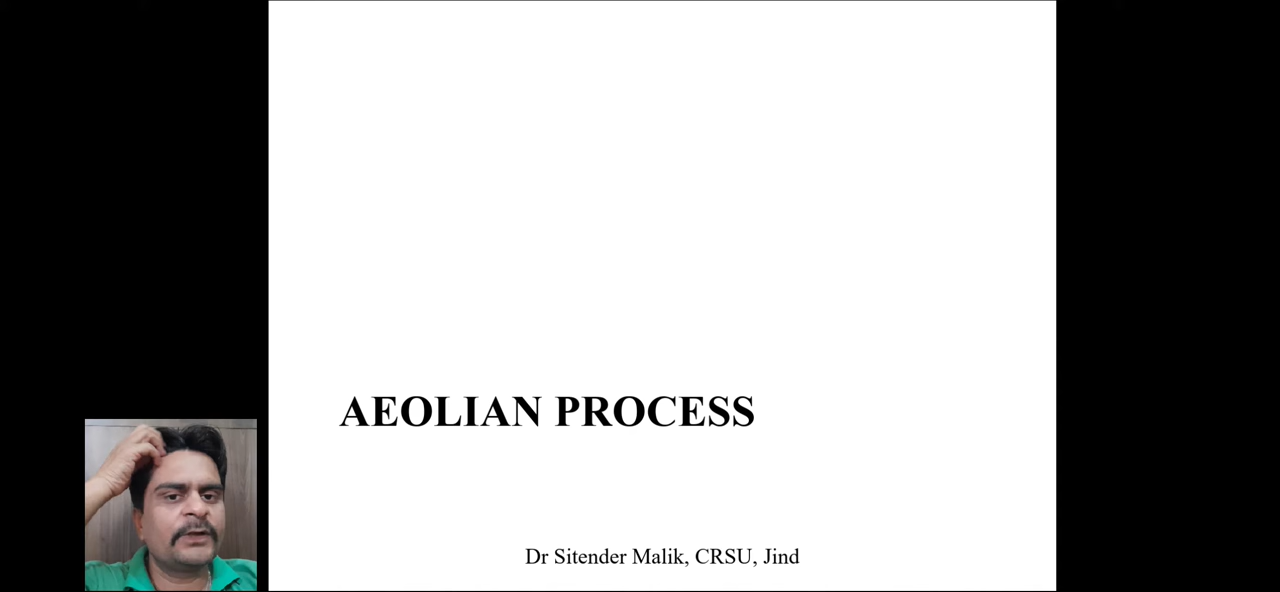 AEOLIAN PROCESS
Dr Sitender Malik, CRSU, Jind